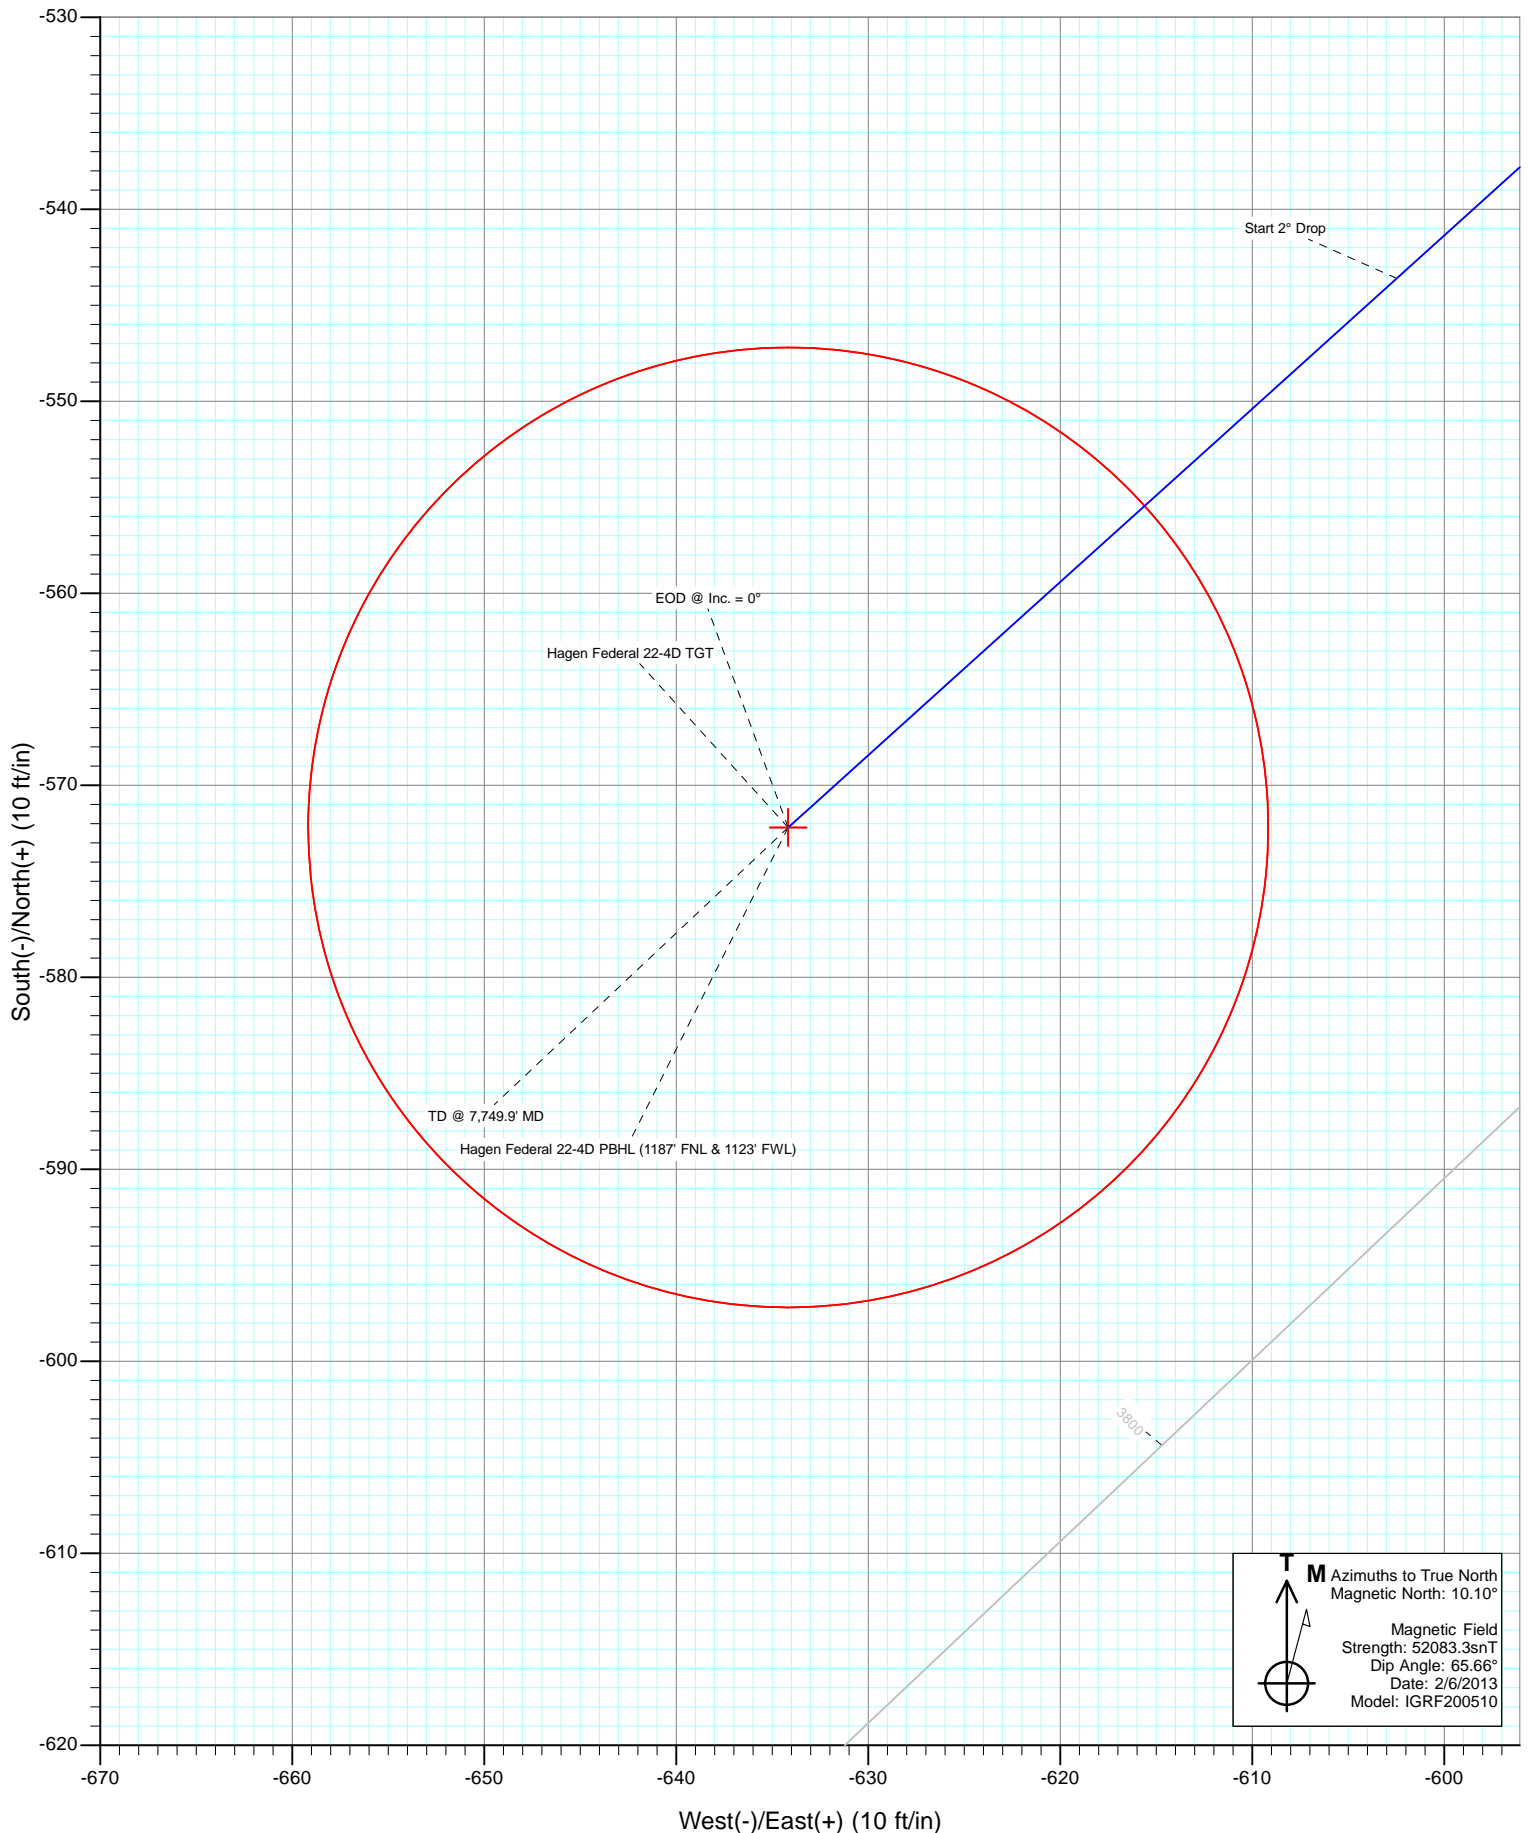 -530
-540
-550
-560
-570
-580
-590
-600
-610
-620
South(-)/North(+) (10 ft/in)
Start 2° Drop
EOD @ Inc. = 0°
Hagen Federal 22-4D TGT
TD @ 7,749.9' MD
Hagen Federal 22-4D PBHL (1187' FNL & 1123' FWL)
3800
T
M
Azimuths to True North
Magnetic North: 10.10°
Magnetic Field
Strength: 52083.3snT
Dip Angle: 65.66°
Date: 2/6/2013
Model: IGRF200510
-670 -660 -650 -640 -630 -620 -610 -600
West(-)/East(+) (10 ft/in)